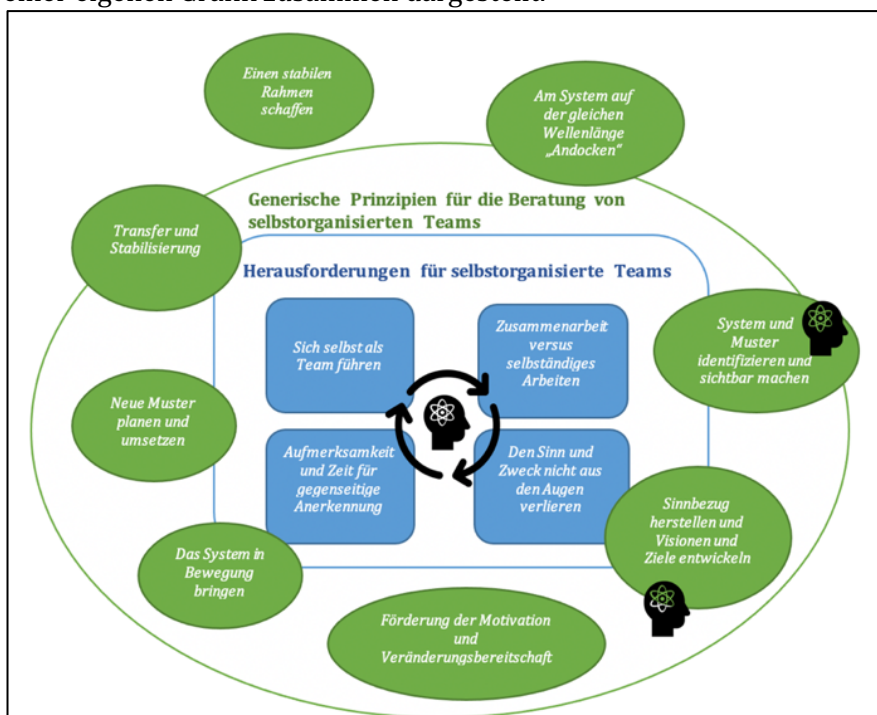 einer eigenen Grafik zusammen dargestellt.
Einen stabilen
Rahmen
schaffen
Am System auf
der gleichen
Wellenlänge
„Andocken“
Generische Prinzipien für die Beratung von
selbstorganisierten Teams
Transfer und
Stabilisierung
Herausforderungen für selbstorganisierte Teams
Sich selbst als
Team führen
Zusammenarbeit
versus
selbständiges
Arbeiten
System und
Muster
identifizieren und
sichtbar machen
Neue Muster
planen und
umsetzen
Aufmerksamkeit
und Zeit für
gegenseitige
Anerkennung
Den Sinn und
Zweck nicht aus
den Augen
verlieren
Sinnbezug
herstellen und
Visionen und
Ziele entwickeln
Das System in
Bewegung
bringen
Förderung der Motivation
und
Veränderungsbereitschaft